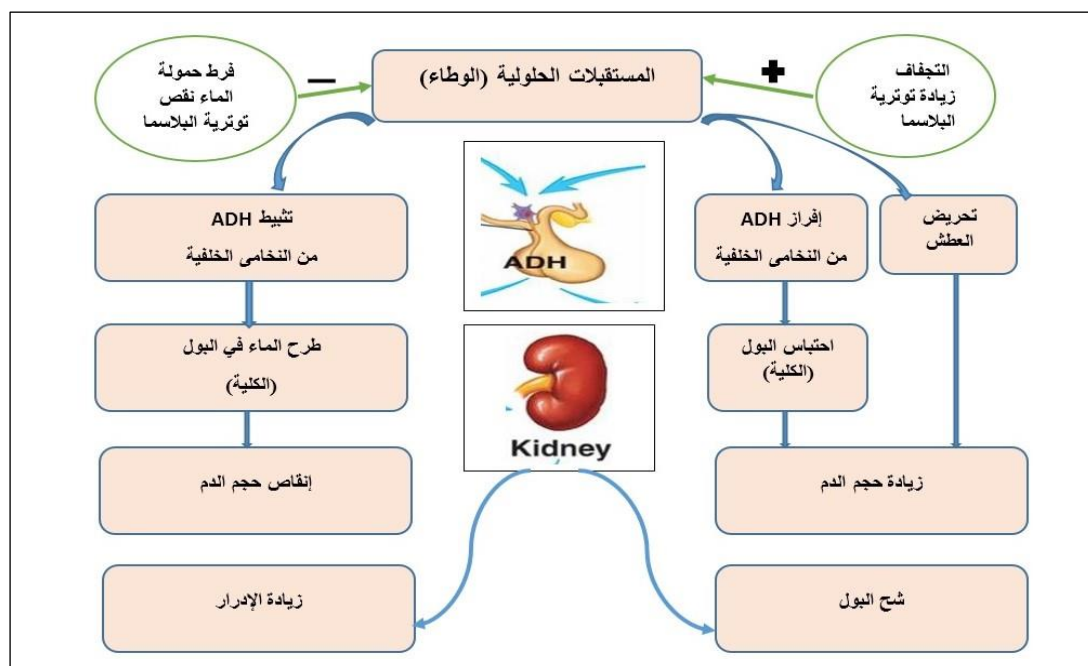 فرط حمولة
الماء نقص
توترية البلاسما
–
المستقبلات الحلولية (الوطاء)
+
التجفاف
زيادة توترية
البلاسما
تثبيط ADH
من النخامى الخلفية
ADH
إفراز ADH
من النخامى الخلفية
تحريض
العطش
طرح الماء في البول
(الكلية)
احتباس البول
(الكلية)
Kidney
إنقاص حجم الدم
زيادة حجم الدم
زيادة الإدرار
شح البول